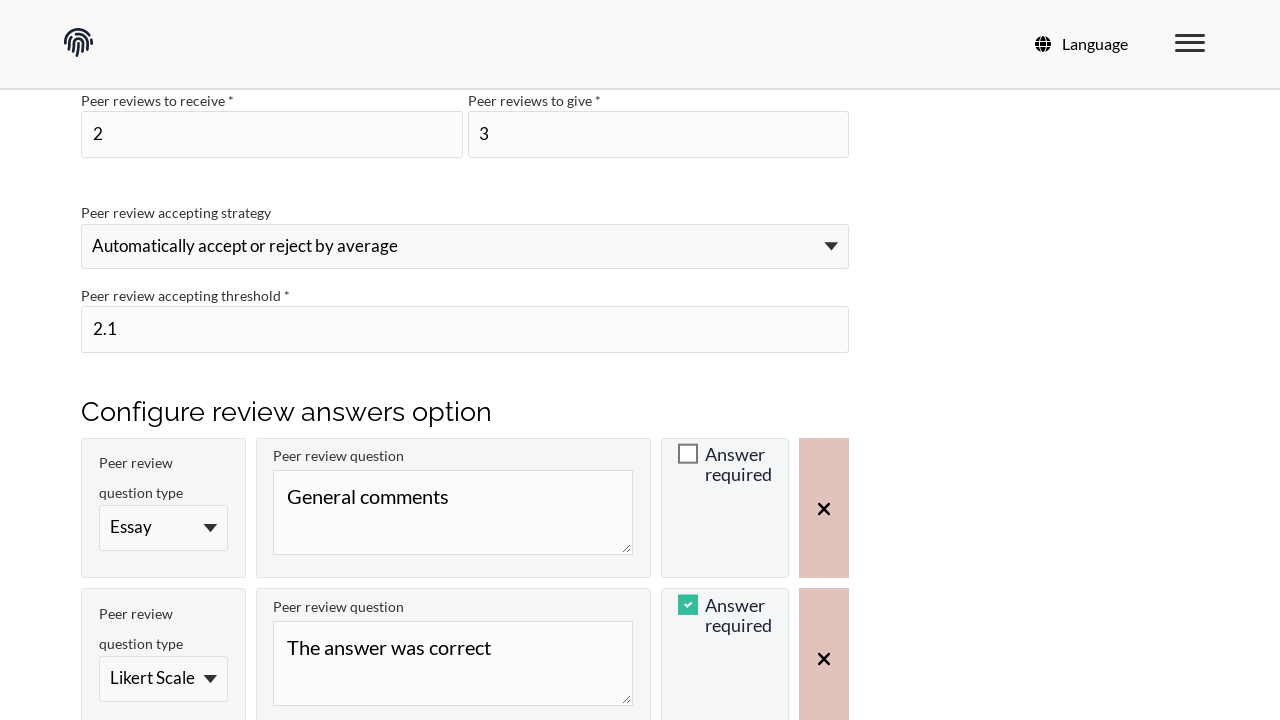 Language
Peer reviews to receive *
Peer reviews to give *
2
3
Peer review accepting strategy
Automatically accept or reject by average
Peer review accepting threshold *
2.1
Configure review answers option
Peer review
question type
Essay
Peer review question
General comments
Answer
required
Peer review
question type
Likert Scale
Peer review question
The answer was correct
Answer
required